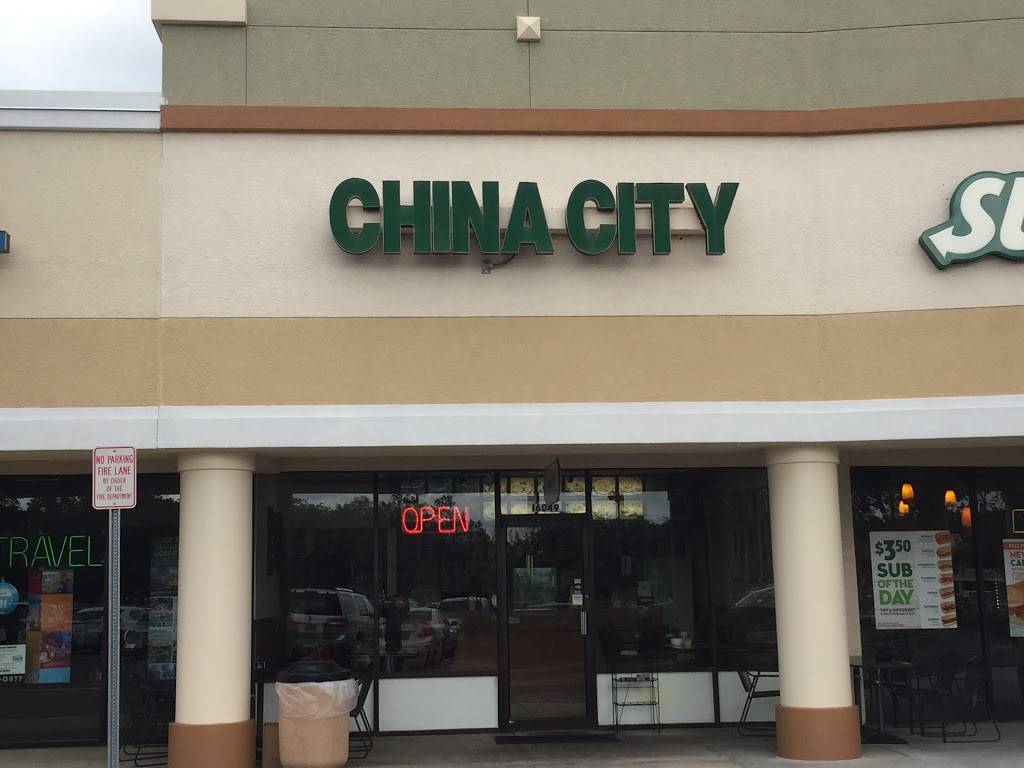 CHINA CITY
SU
NO PARKING
FIRE LANE
BY ORDER
OF THE
FIRE DEPARTMENT
OPEN
16049
TRAVEL
$3.50
SUB
OF THE
DAY
-0877